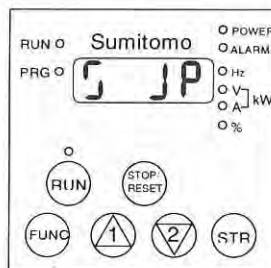 POWER
RUN Sumitomo ALARM
PRG 5 JP Hz
V
A kW
%
RUN STOP/
RESET
FUNC 1 2 STR